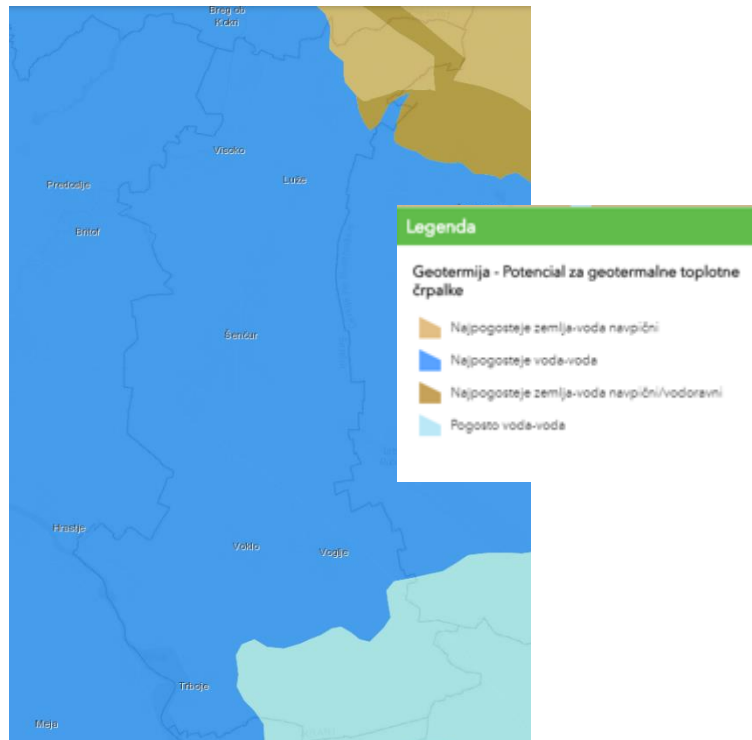 Breg ob
Kokri
Visoko
Luže
Predoslje
Britof
Šenčur
Hrastje
Voklo
Voglje
Trboje
Meja
Legenda
Geotermija - Potencial za geotermalne toplotne
črpalke
Najpogosteje zemlja-voda navpični
Najpogosteje voda-voda
Najpogosteje zemlja-voda navpični/vodoravni
Pogosto voda-voda